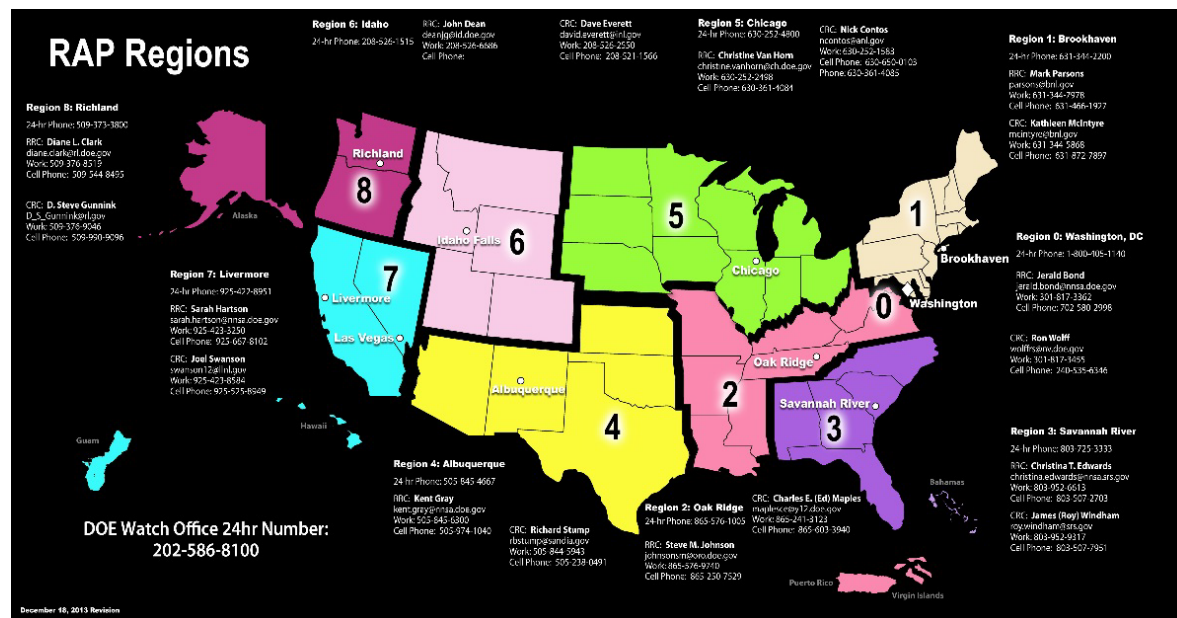 RAP Regions
Region 6: Idaho
24-hr Phone: 208-526-1515
RRC: John Dean
deanjg@id.doe.gov
Work: 208-526-6686
Cell Phone:
CRC: Dave Everett
david.everett@inl.gov
Work: 208-526-2550
Cell Phone: 208-521-1566
Region 5: Chicago
24-hr Phone: 630-252-4800
RRC: Christine Van Horn
christine.vanhorn@ch.doe.gov
Work: 630-252-2498
Cell Phone: 630-361-4084
CRC: Nick Contos
ncontos@anl.gov
Work: 630-252-1583
Cell Phone: 630-650-0103
Phone: 630-361-4085
Region 1: Brookhaven
24-hr Phone: 631-344-2200
RRC: Mark Parsons
parsons@bnl.gov
Work: 631-344-7978
Cell Phone: 631-466-1927
CRC: Kathleen McIntyre
mcintyre@bnl.gov
Work: 631 344 5868
Cell Phone: 631-872-7897
Region 8: Richland
24-hr Phone: 509-373-3800
RRC: Diane L. Clark
diane.clark@rl.doe.gov
Work: 509-376-8519
Cell Phone: 509 544 8495
CRC: D. Steve Gunnink
D_S_Gunnink@rl.gov
Work: 509-376-9046
Cell Phone: 509-990-9096
Alaska
Richland
8
Idaho Falls
6
5
Chicago
1
Brookhaven
Region 0: Washington, DC
24-hr Phone: 1-800-405-1140
RRC: Jerald Bond
jerald.bond@nnsa.doe.gov
Work: 301-817-3362
Cell Phone: 702 580 2998
CRC: Ron Wolff
wolffrs@nv.doe.gov
Work: 301-817-3455
Cell Phone: 240-535-6346
0
Washington
Region 7: Livermore
24-hr Phone: 925-422-8951
RRC: Sarah Hartson
sarah.hartson@nnsa.doe.gov
Work: 925-423-3250
Cell Phone: 925-667-8102
CRC: Joel Swanson
swanson12@llnl.gov
Work: 925-423-8584
Cell Phone: 925-525-8949
7
Livermore
Las Vegas
Albuquerque
4
Oak Ridge
2
Savannah River
3
Hawaii
Guam
Region 3: Savannah River
24-hr Phone: 803-725-3333
RRC: Christina T. Edwards
christina.edwards@nnsa.srs.gov
Work: 803-952-6613
Cell Phone: 803 507 2703
CRC: James (Roy) Windham
roy.windham@srs.gov
Work: 803-952-9317
Cell Phone: 803-507-7951
Bahamas
Region 4: Albuquerque
24 hr Phone: 505-845 4667
RRC: Kent Gray
kent.gray@nnsa.doe.gov
Work: 505-845-6300
Cell Phone: 505-974-1040
CRC: Richard Stump
rbstump@sandia.gov
Work: 505-844-5943
Cell Phone: 505-238-0491
Region 2: Oak Ridge
24-hr Phone: 865-576-1005
RRC: Steve M. Johnson
johnsonsm@oro.doe.gov
Work: 865-576-9740
Cell Phone: 865 250 7529
CRC: Charles E. (Ed) Maples
maplesce@y12.doe.gov
Work: 865-241-3123
Cell Phone: 865-603-3940
DOE Watch Office 24hr Number:
202-586-8100
Puerto Rico
Virgin Islands
December 18, 2013 Revision